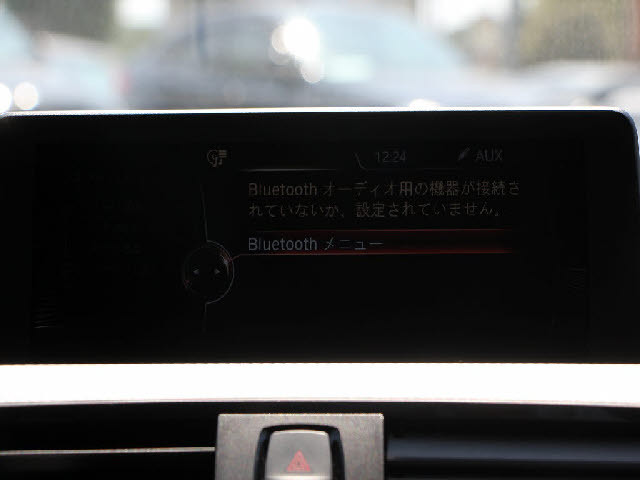 12:24 AUX
Bluetooth オーディオ用の機器が接続さ
れていないか、設定されていません。
Bluetooth メニュー